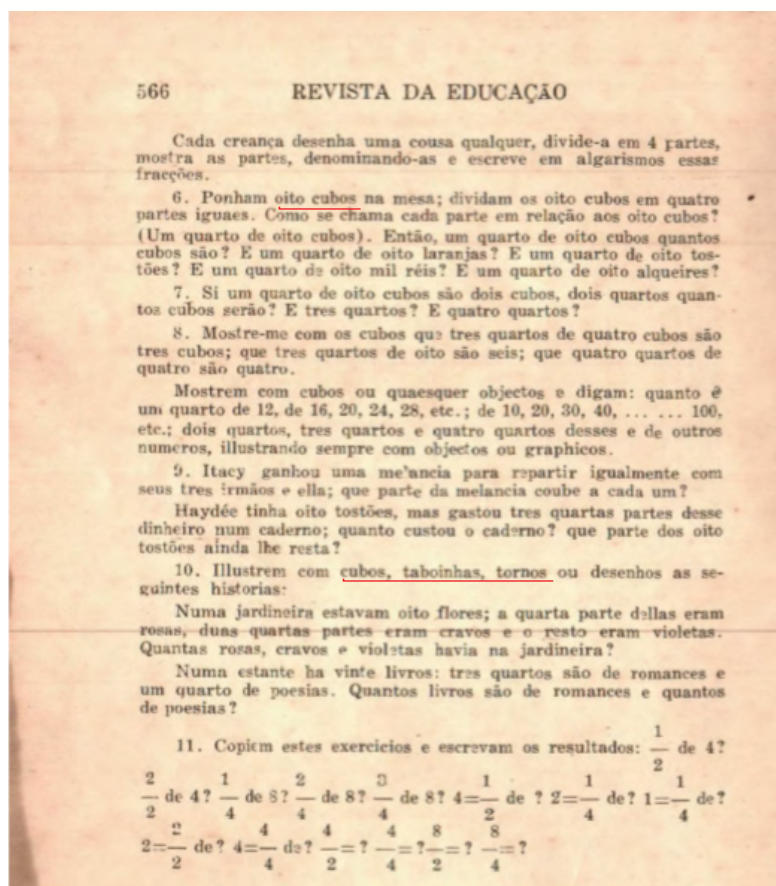 566 REVISTA DA EDUCAÇÃO
Cada creança desenha uma cousa qualquer, divide-a em 4 partes,
mostra as partes, denominando-as e escreve em algarismos essas
fracções.
6. Ponham oito cubos na mesa; dividam os oito cubos em quatro
partes iguaes. Como se chama cada parte em relação aos oito cubos?
(Um quarto de oito cubos). Então, um quarto de oito cubos quantos
cubos são? E um quarto de oito laranjas? E um quarto de oito tos-
tões? E um quarto de oito mil réis? E um quarto de oito alqueires?
7. Si um quarto de oito cubos são dois cubos, dois quartos quan-
tos cubos serão? E tres quartos? E quatro quartos?
8. Mostre-me com os cubos que tres quartos de quatro cubos são
tres cubos; que tres quartos de oito são seis; que quatro quartos de
quatro são quatro.
Mostrem com cubos ou quaesquer objectos e digam: quanto é
um quarto de 12, de 16, 20, 24, 28, etc.; de 10, 20, 30, 40, ... ... 100,
etc.; dois quartos, tres quartos e quatro quartos desses e de outros
numeros, illustrando sempre com objectos ou graphicos.
9. Itacy ganhou uma me'ancia para repartir igualmente com
seus tres irmãos e ella; que parte da melancia coube a cada um?
Haydée tinha oito tostões, mas gastou tres quartas partes desse
dinheiro num caderno; quanto custou o caderno? que parte dos oito
tostões ainda lhe resta?
10. Illustrem com cubos, taboinhas, tornos ou desenhos as se-
guintes historias:
Numa jardineira estavam oito flores; a quarta parte dellas eram
rosas, duas quartas partes eram cravos e o resto eram violetas.
Quantas rosas, cravos e violetas havia na jardineira?
Numa estante ha vinte livros: tres quartos são de romances e
um quarto de poesias. Quantos livros são de romances e quantos
de poesias?
11. Copiem estes exercicios e escrevam os resultados: 1/2 de 4?
2/2 de 4? 1/4 de 8? 2/4 de 8? 3/4 de 8? 4=1/2 de ? 2=1/4 de? 1=1/4 de?
2=2/2 de? 4=4/4 de? 4/2=? 4/4=? 8/2=? 8/4=?